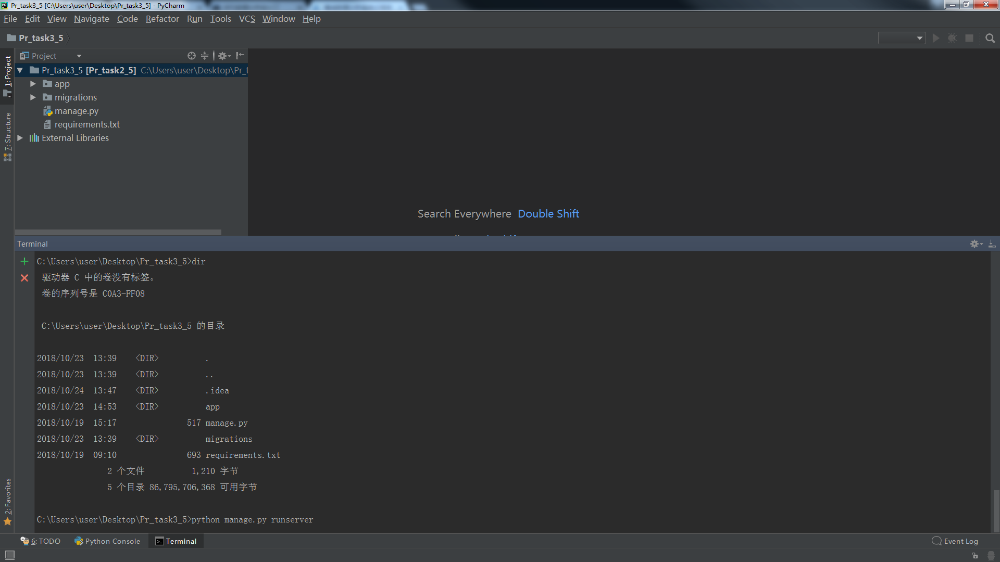 Pr_task3_5 [C:\Users\user\Desktop\Pr_task3_5] - PyCharm
File Edit View Navigate Code Refactor Run Tools VCS Window Help
Pr_task3_5
Project
1: Project
7: Structure
2: Favorites
Pr_task3_5 [Pr_task2_5] C:\Users\user\Desktop\Pr_t
app
migrations
manage.py
requirements.txt
External Libraries
Search Everywhere Double Shift
Terminal
C:\Users\user\Desktop\Pr_task3_5>dir
驱动器 C 中的卷没有标签。
卷的序列号是 C0A3-FF08
C:\Users\user\Desktop\Pr_task3_5 的目录
2018/10/23 13:39 <DIR> .
2018/10/23 13:39 <DIR> ..
2018/10/24 13:47 <DIR> .idea
2018/10/23 14:53 <DIR> app
2018/10/19 15:17 517 manage.py
2018/10/23 13:39 <DIR> migrations
2018/10/19 09:10 693 requirements.txt
2 个文件 1,210 字节
5 个目录 86,795,706,368 可用字节
C:\Users\user\Desktop\Pr_task3_5>python manage.py runserver
6: TODO Python Console Terminal Event Log